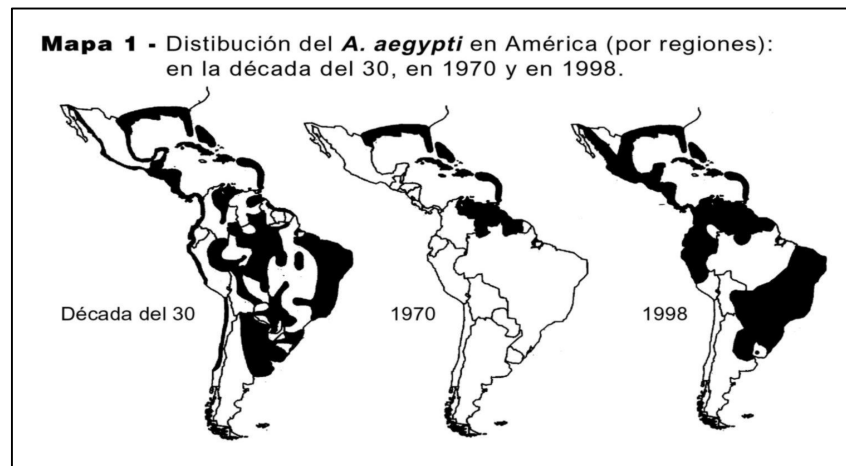 Mapa 1 - Distibución del A. aegypti en América (por regiones):
en la década del 30, en 1970 y en 1998.
Década del 30
1970
1998